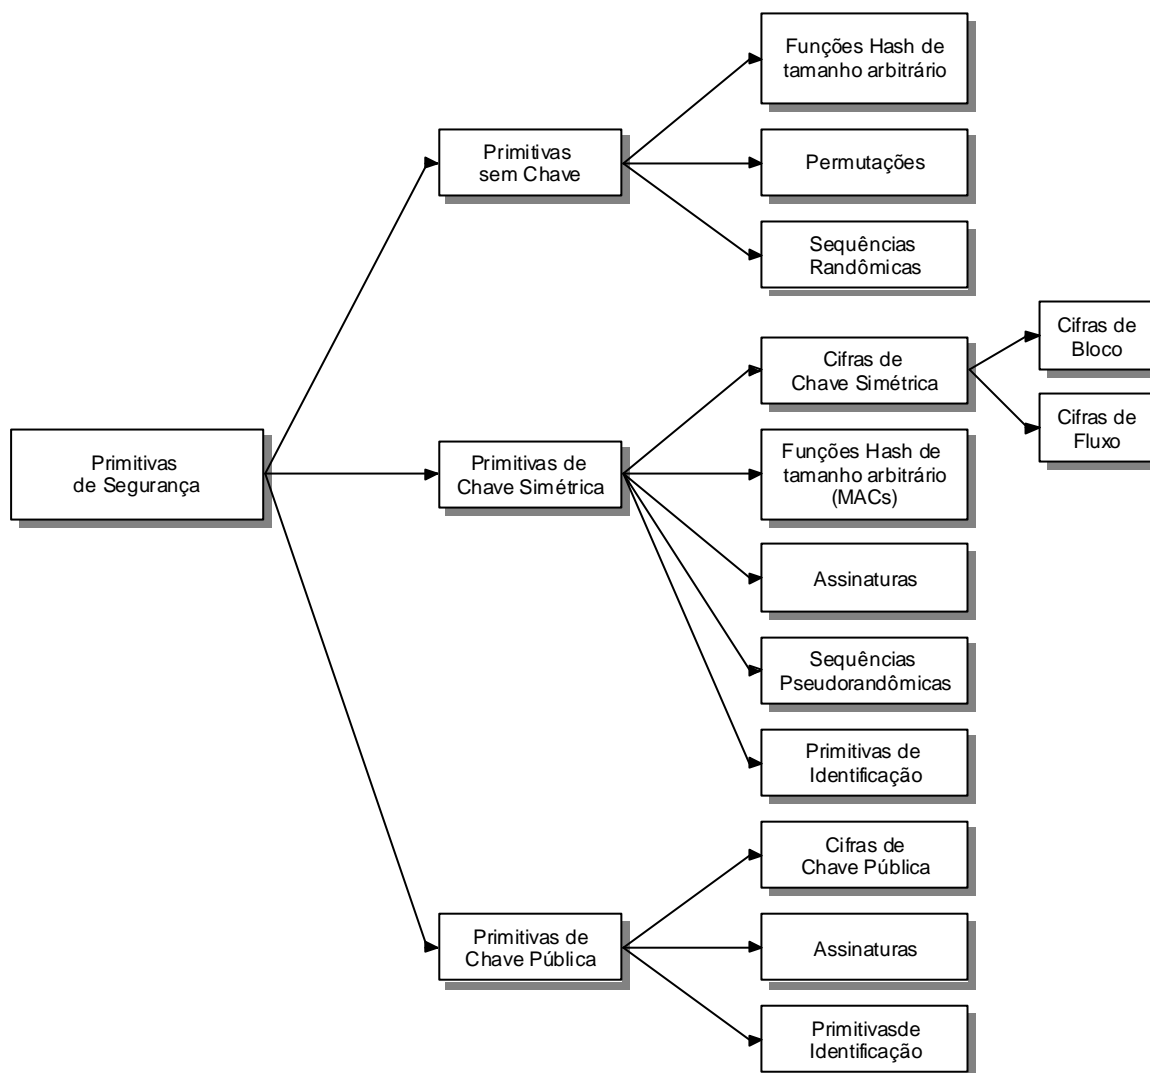 Funções Hash de
tamanho arbitrário
Primitivas
sem Chave
Permutações
Sequências
Randômicas
Cifras de
Bloco
Cifras de
Chave Simétrica
Cifras de
Fluxo
Primitivas
de Segurança
Primitivas de
Chave Simétrica
Funções Hash de
tamanho arbitrário
(MACs)
Assinaturas
Sequências
Pseudorandômicas
Primitivas de
Identificação
Cifras de
Chave Pública
Primitivas de
Chave Pública
Assinaturas
Primitivasde
Identificação